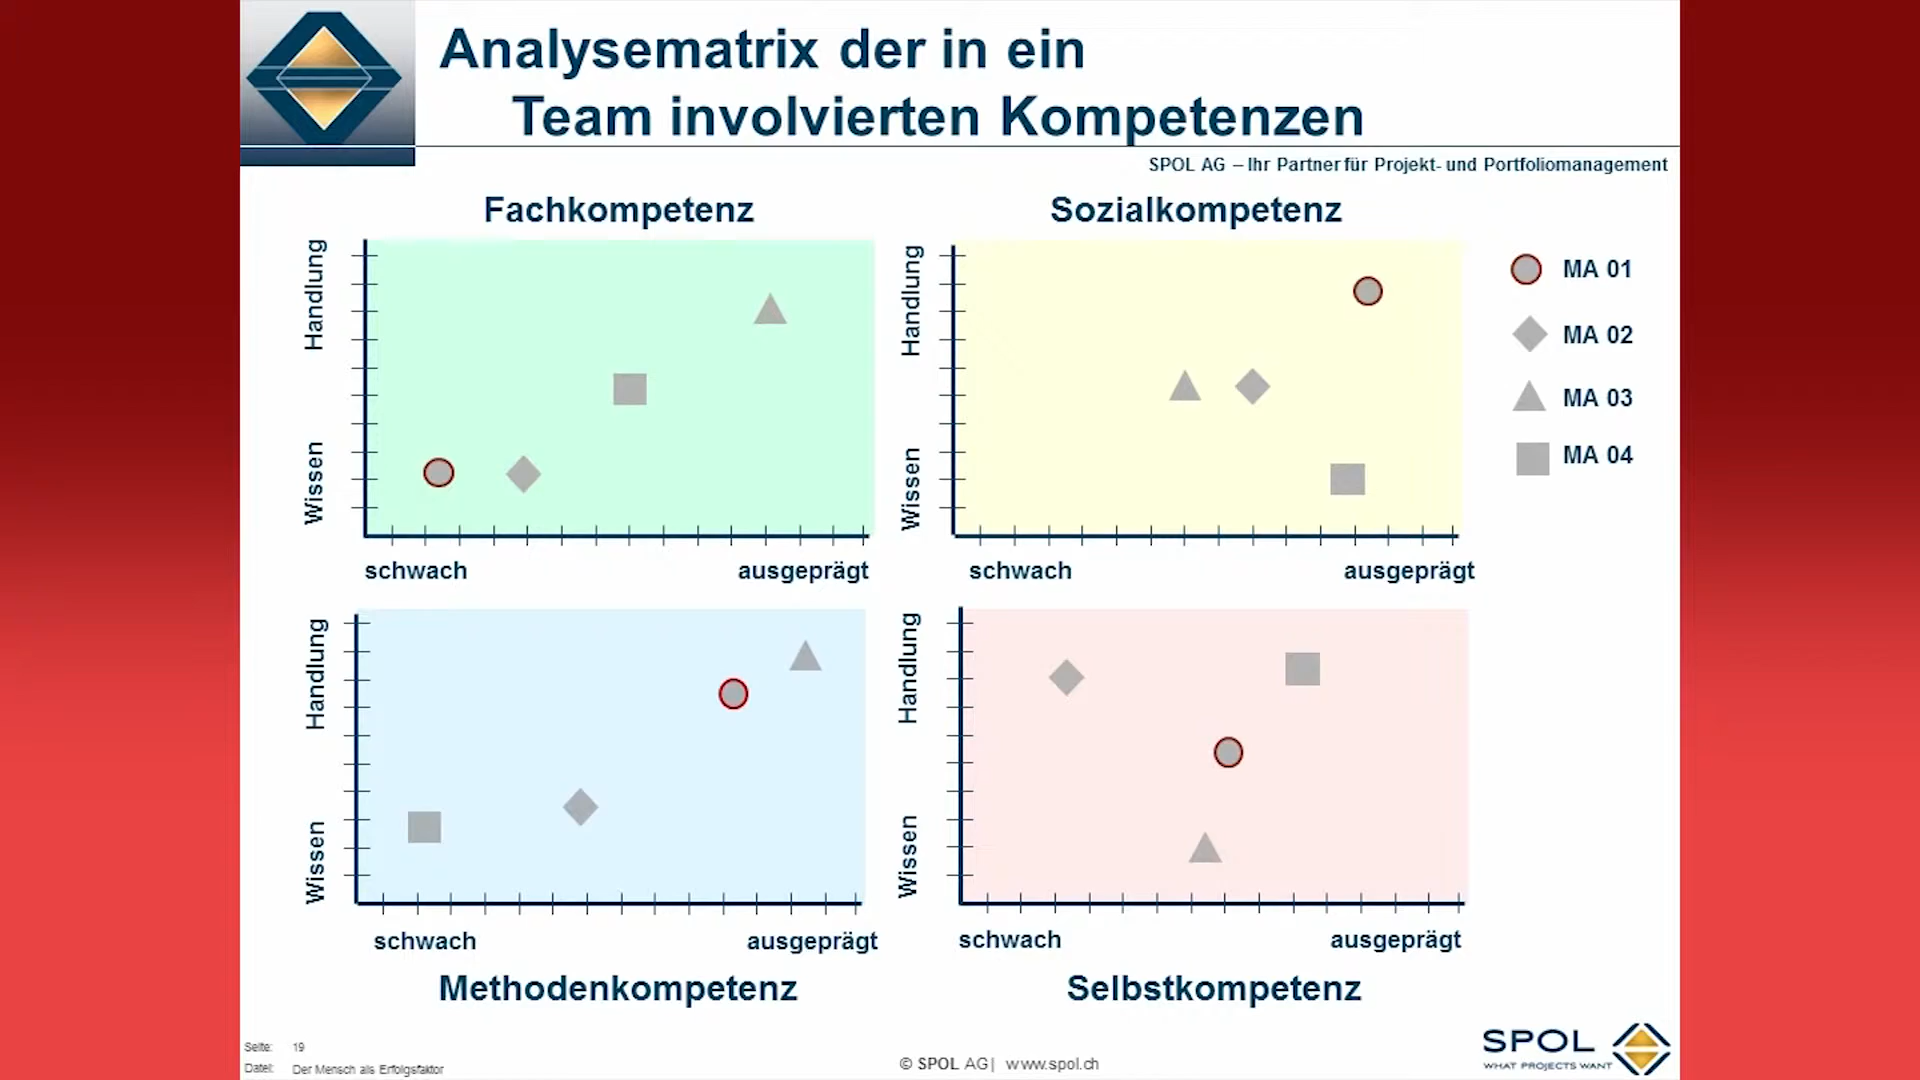 Analysematrix der in ein
Team involvierten Kompetenzen
SPOL AG – Ihr Partner für Projekt- und Portfoliomanagement
Fachkompetenz
Handlung
Wissen
schwach
ausgeprägt
Sozialkompetenz
Handlung
Wissen
schwach
ausgeprägt
MA 01
MA 02
MA 03
MA 04
Handlung
Wissen
schwach
ausgeprägt
Methodenkompetenz
Handlung
Wissen
schwach
ausgeprägt
Selbstkompetenz
Seite: 19
Datei: Der Mensch als Erfolgsfaktor
© SPOL AG| www.spol.ch
SPOL
WHAT PROJECTS WANT